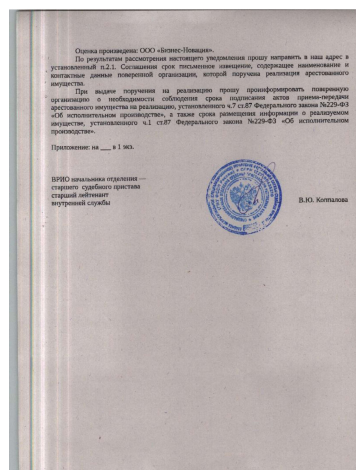 Оценка произведена: ООО «Бизнес-Новация».
По результатам рассмотрения настоящего уведомления прошу направить в наш адрес в
установленный п.2.1. Соглашения срок письменное извещение, содержащее наименование и
контактные данные поверенной организации, которой поручена реализация арестованного
имущества.
При выдаче поручения на реализацию прошу проинформировать поверенную
организацию о необходимости соблюдения срока подписания актов приема-передачи
арестованного имущества на реализацию, установленного ч.7 ст.87 Федерального закона №229-ФЗ
«Об исполнительном производстве», а также срока размещения информации о реализуемом
имуществе, установленного ч.1 ст.87 Федерального закона №229-ФЗ «Об исполнительном
производстве».
Приложение: на ___ в 1 экз.
ВРИО начальника отделения —
старшего судебного пристава
старший лейтенант
внутренней службы
В.Ю. Колпалова